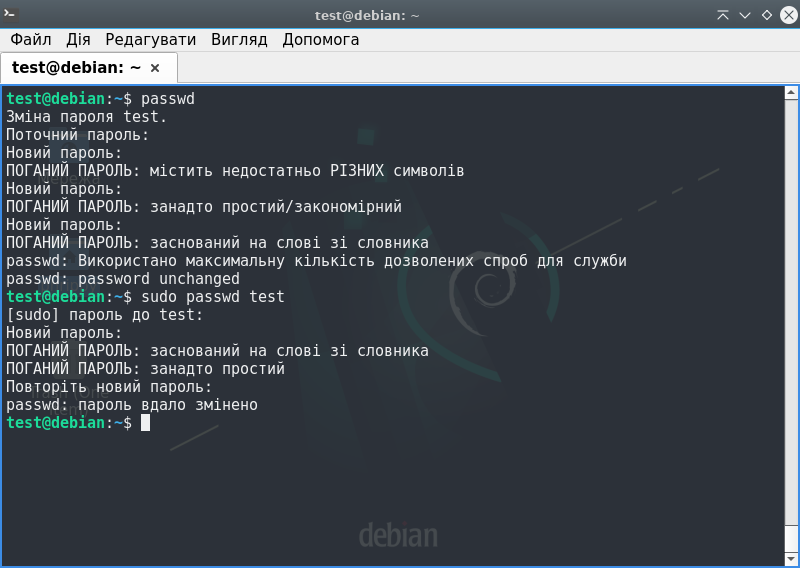 test@debian: ~
Файл Дія Редагувати Вигляд Допомога
test@debian: ~ ×
test@debian:~$ passwd
Зміна пароля test.
Поточний пароль:
Новий пароль:
ПОГАНИЙ ПАРОЛЬ: містить недостатньо РІЗНИХ символів
Новий пароль:
ПОГАНИЙ ПАРОЛЬ: занадто простий/закономірний
Новий пароль:
ПОГАНИЙ ПАРОЛЬ: заснований на слові зі словника
passwd: Використано максимальну кількість дозволених спроб для служби
passwd: password unchanged
test@debian:~$ sudo passwd test
[sudo] пароль до test:
Новий пароль:
ПОГАНИЙ ПАРОЛЬ: заснований на слові зі словника
ПОГАНИЙ ПАРОЛЬ: занадто простий
Повторіть новий пароль:
passwd: пароль вдало змінено
test@debian:~$
debian